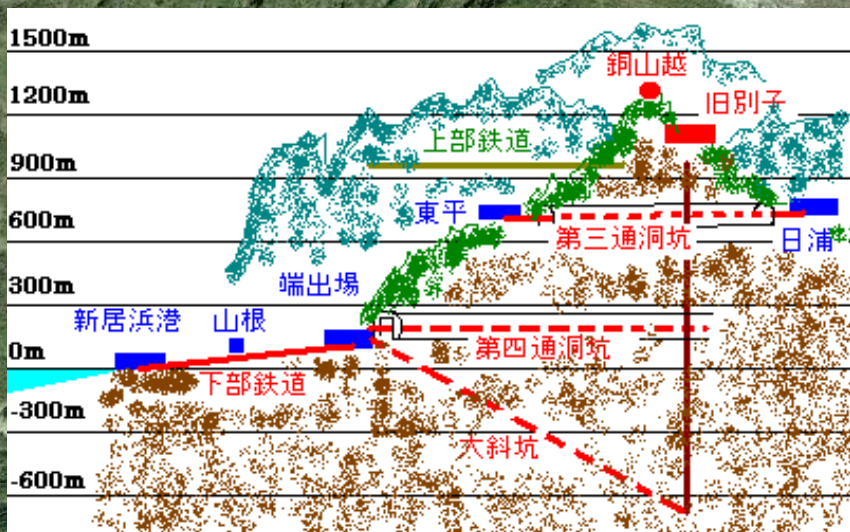 1500m
銅山越
1200m
旧別子
上部鉄道
900m
東平
600m
第三通洞坑
日浦
端出場
300m
新居浜港
山根
第四通洞坑
0m
下部鉄道
-300m
大斜坑
-600m